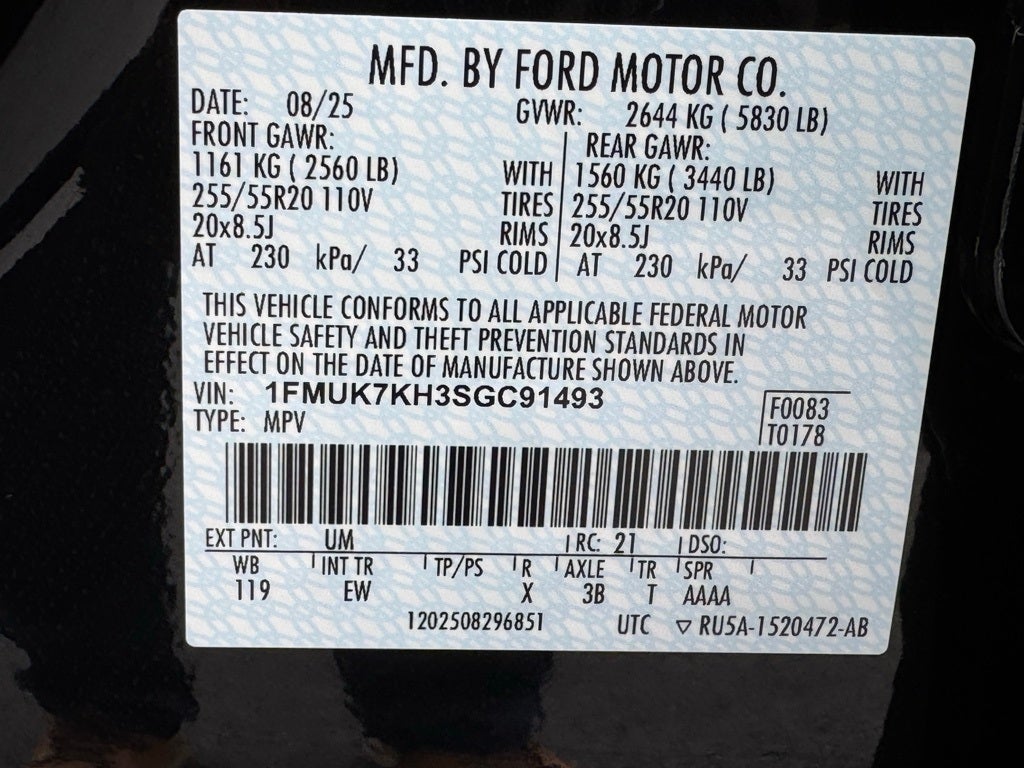 MFD. BY FORD MOTOR CO.
DATE: 08/25 GVWR: 2644 KG ( 5830 LB)
FRONT GAWR: REAR GAWR:
1161 KG ( 2560 LB) WITH 1560 KG ( 3440 LB) WITH
255/55R20 110V TIRES 255/55R20 110V TIRES
20x8.5J RIMS 20x8.5J RIMS
AT 230 kPa/ 33 PSI COLD AT 230 kPa/ 33 PSI COLD
THIS VEHICLE CONFORMS TO ALL APPLICABLE FEDERAL MOTOR
VEHICLE SAFETY AND THEFT PREVENTION STANDARDS IN
EFFECT ON THE DATE OF MANUFACTURE SHOWN ABOVE.
VIN: 1FMUK7KH3SGC91493 F0083
TYPE: MPV T0178
EXT PNT: UM RC: 21 DSO:
WB INT TR TP/PS R AXLE TR SPR
119 EW X 3B T AAAA
1202508296851 UTC ▽ RU5A-1520472-AB